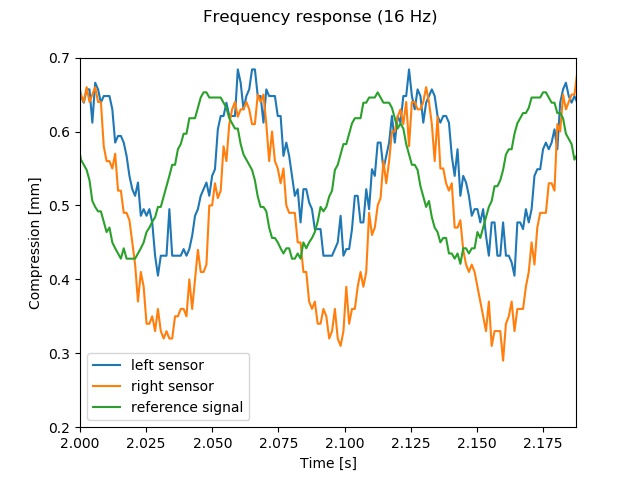 Frequency response (16 Hz)
0.7
0.6
0.5
0.4
0.3
0.2
Compression [mm]
left sensor
right sensor
reference signal
2.000 2.025 2.050 2.075 2.100 2.125 2.150 2.175
Time [s]